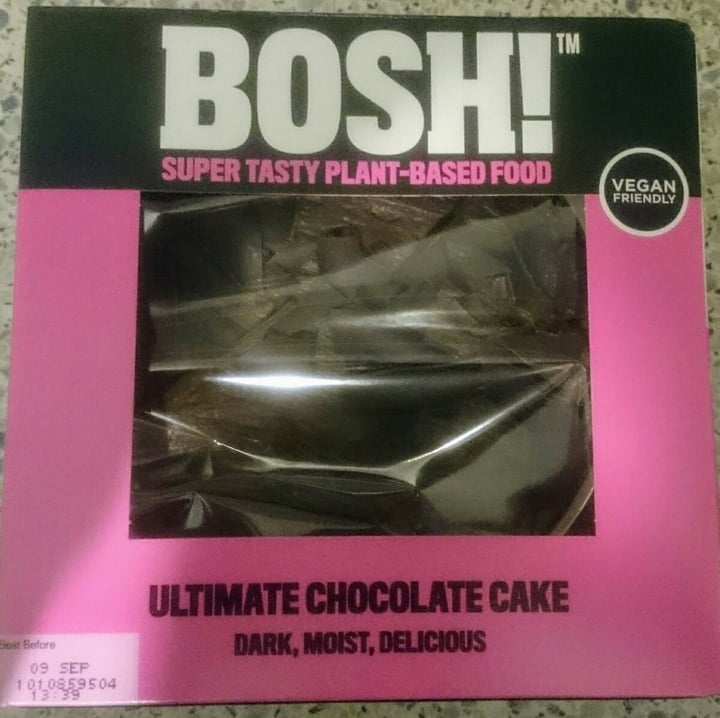 BOSH!™
SUPER TASTY PLANT-BASED FOOD
VEGAN
FRIENDLY
ULTIMATE CHOCOLATE CAKE
DARK, MOIST, DELICIOUS
Best Before
09 SEP
1010859504
13:39